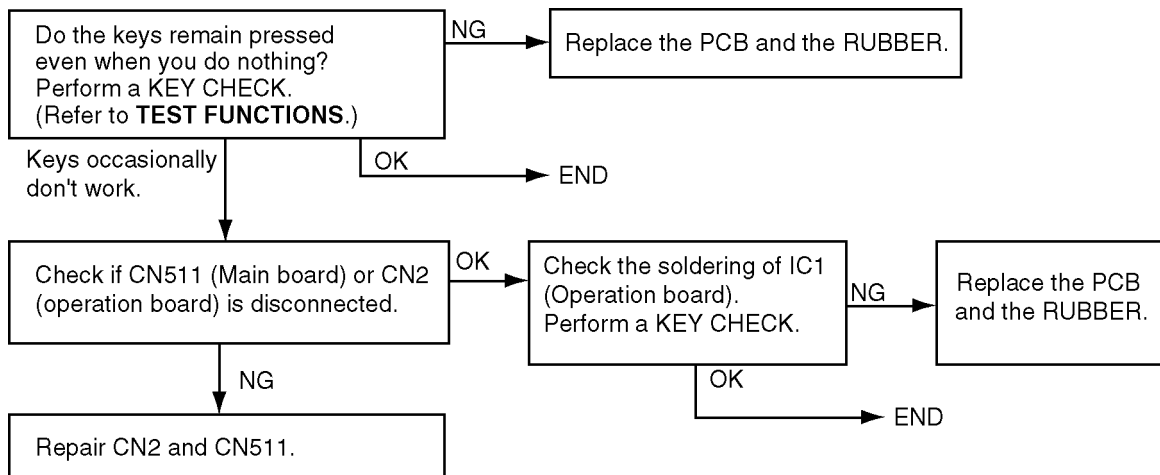 Do the keys remain pressed
even when you do nothing?
Perform a KEY CHECK.
(Refer to TEST FUNCTIONS.)
NG
Replace the PCB and the RUBBER.
Keys occasionally
don't work.
OK
END
Check if CN511 (Main board) or CN2
(operation board) is disconnected.
OK
Check the soldering of IC1
(Operation board).
Perform a KEY CHECK.
NG
Replace the PCB
and the RUBBER.
NG
OK
END
Repair CN2 and CN511.